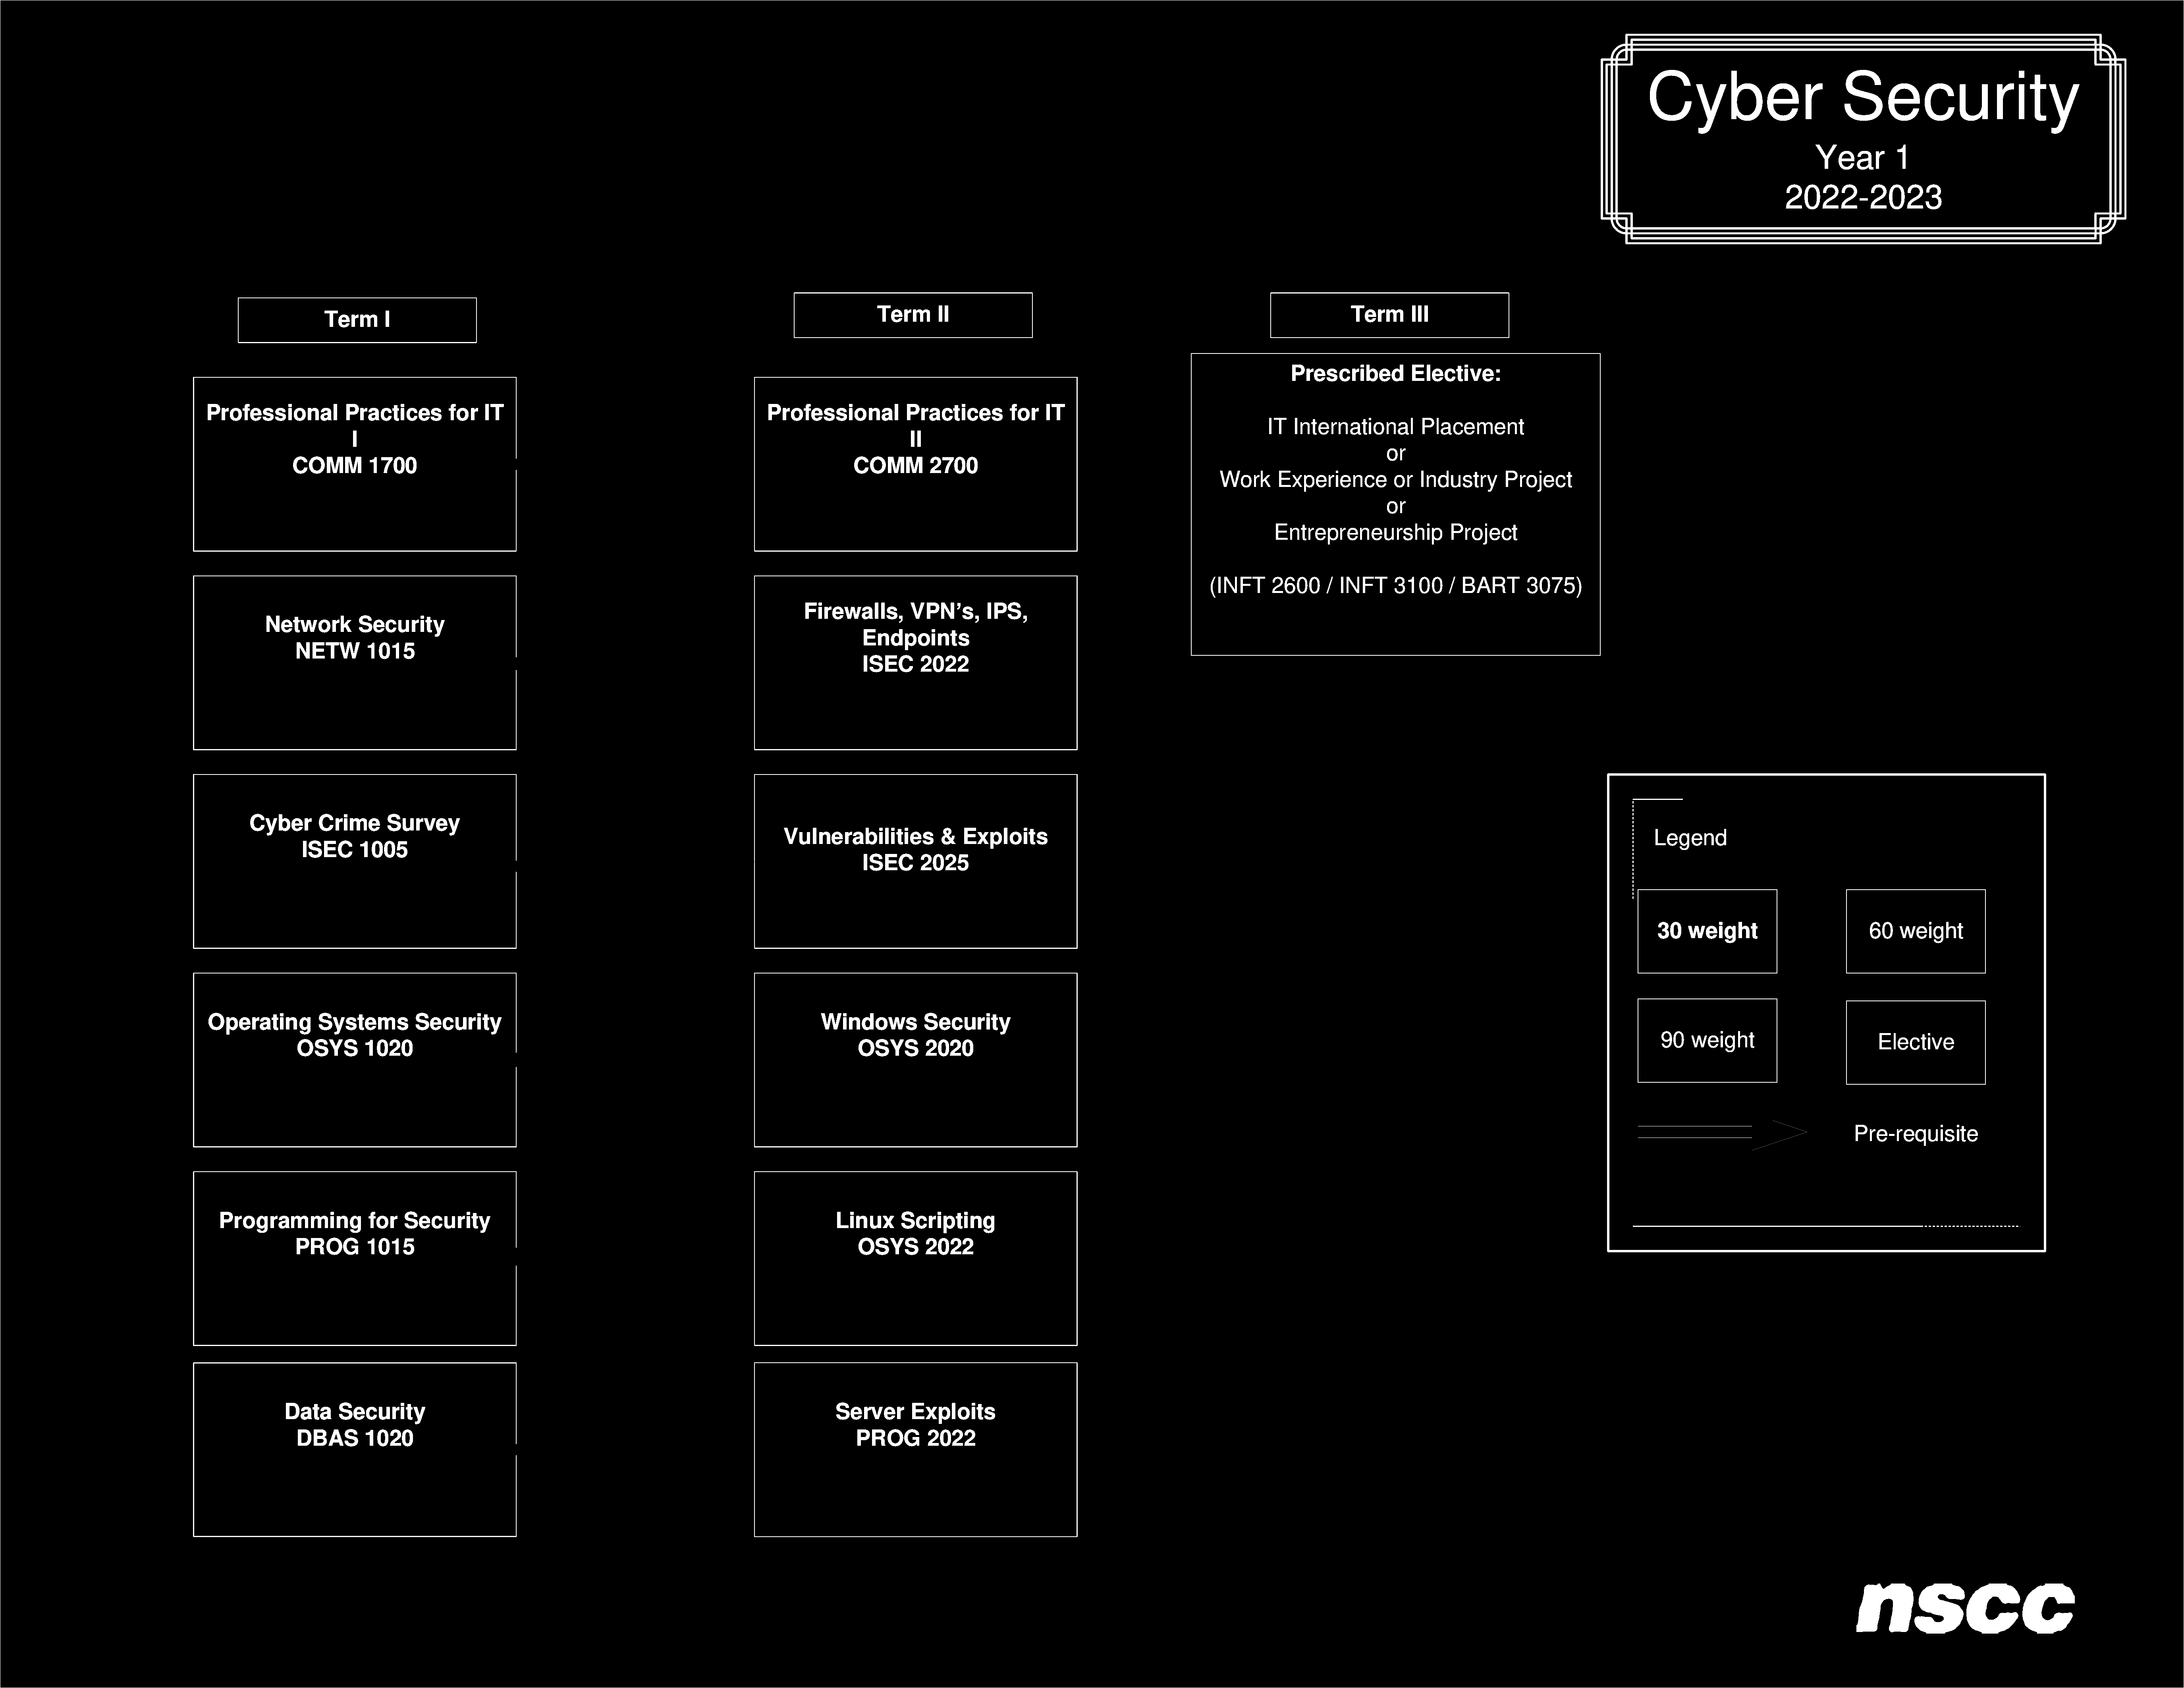 Cyber Security
Year 1
2022-2023
Term I
Professional Practices for IT
I
COMM 1700
Network Security
NETW 1015
Cyber Crime Survey
ISEC 1005
Operating Systems Security
OSYS 1020
Programming for Security
PROG 1015
Data Security
DBAS 1020
Term II
Professional Practices for IT
II
COMM 2700
Firewalls, VPN’s, IPS,
Endpoints
ISEC 2022
Vulnerabilities & Exploits
ISEC 2025
Windows Security
OSYS 2020
Linux Scripting
OSYS 2022
Server Exploits
PROG 2022
Term III
Prescribed Elective:
IT International Placement
or
Work Experience or Industry Project
or
Entrepreneurship Project
(INFT 2600 / INFT 3100 / BART 3075)
Legend
30 weight
60 weight
90 weight
Elective
Pre-requisite
nscc